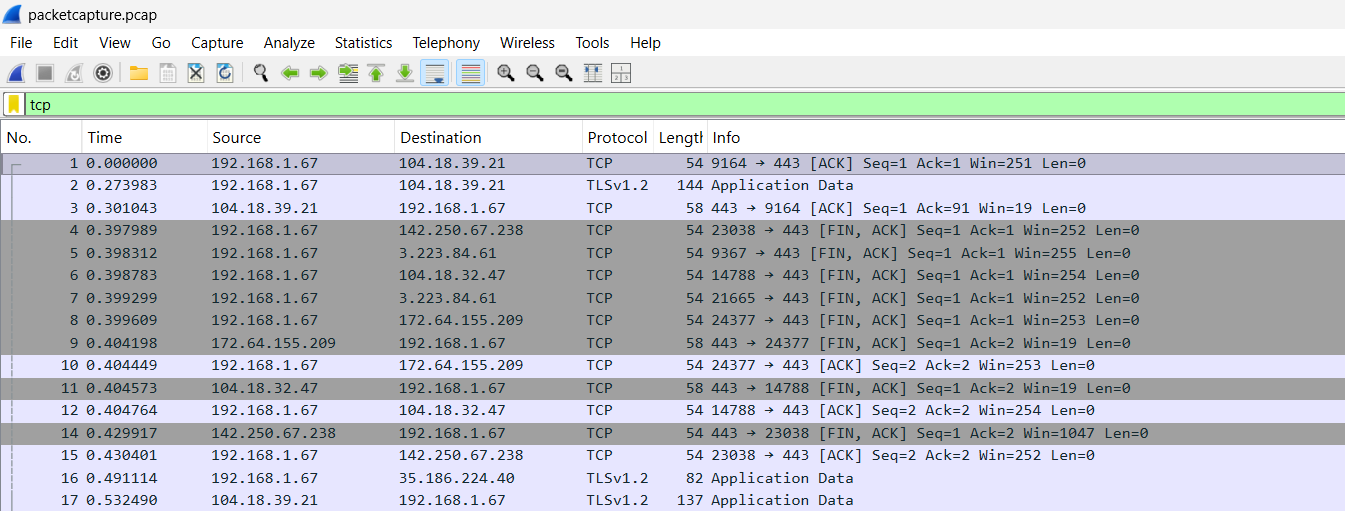 packetcapture.pcap
File Edit View Go Capture Analyze Statistics Telephony Wireless Tools Help
tcp
No. Time Source Destination Protocol Length Info
1 0.000000 192.168.1.67 104.18.39.21 TCP 54 9164 → 443 [ACK] Seq=1 Ack=1 Win=251 Len=0
2 0.273983 192.168.1.67 104.18.39.21 TLSv1.2 144 Application Data
3 0.301043 104.18.39.21 192.168.1.67 TCP 58 443 → 9164 [ACK] Seq=1 Ack=91 Win=19 Len=0
4 0.397989 192.168.1.67 142.250.67.238 TCP 54 23038 → 443 [FIN, ACK] Seq=1 Ack=1 Win=252 Len=0
5 0.398312 192.168.1.67 3.223.84.61 TCP 54 9367 → 443 [FIN, ACK] Seq=1 Ack=1 Win=255 Len=0
6 0.398783 192.168.1.67 104.18.32.47 TCP 54 14788 → 443 [FIN, ACK] Seq=1 Ack=1 Win=254 Len=0
7 0.399299 192.168.1.67 3.223.84.61 TCP 54 21665 → 443 [FIN, ACK] Seq=1 Ack=1 Win=252 Len=0
8 0.399609 192.168.1.67 172.64.155.209 TCP 54 24377 → 443 [FIN, ACK] Seq=1 Ack=1 Win=253 Len=0
9 0.404198 172.64.155.209 192.168.1.67 TCP 58 443 → 24377 [FIN, ACK] Seq=1 Ack=2 Win=19 Len=0
10 0.404449 192.168.1.67 172.64.155.209 TCP 54 24377 → 443 [ACK] Seq=2 Ack=2 Win=253 Len=0
11 0.404573 104.18.32.47 192.168.1.67 TCP 58 443 → 14788 [FIN, ACK] Seq=1 Ack=2 Win=19 Len=0
12 0.404764 192.168.1.67 104.18.32.47 TCP 54 14788 → 443 [ACK] Seq=2 Ack=2 Win=254 Len=0
14 0.429917 142.250.67.238 192.168.1.67 TCP 54 443 → 23038 [FIN, ACK] Seq=1 Ack=2 Win=1047 Len=0
15 0.430401 192.168.1.67 142.250.67.238 TCP 54 23038 → 443 [ACK] Seq=2 Ack=2 Win=252 Len=0
16 0.491114 192.168.1.67 35.186.224.40 TLSv1.2 82 Application Data
17 0.532490 104.18.39.21 192.168.1.67 TLSv1.2 137 Application Data